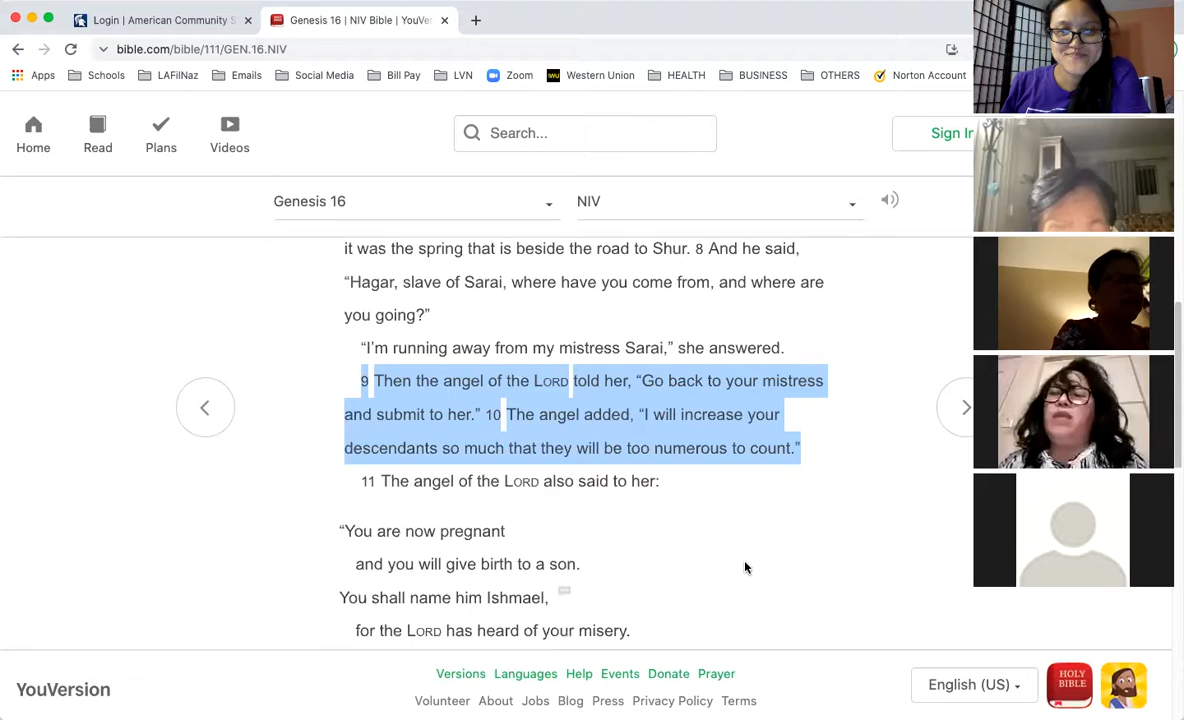 Login | American Community S
Genesis 16 | NIV Bible | YouVer
bible.com/bible/111/GEN.16.NIV
Apps Schools LAFilNaz Emails Social Media Bill Pay LVN Zoom WU Western Union HEALTH BUSINESS OTHERS Norton Account
Home Read Plans Videos
Search...
Sign In
Genesis 16
NIV
it was the spring that is beside the road to Shur. 8 And he said,
“Hagar, slave of Sarai, where have you come from, and where are
you going?”
“I’m running away from my mistress Sarai,” she answered.
9 Then the angel of the LORD told her, “Go back to your mistress
and submit to her.” 10 The angel added, “I will increase your
descendants so much that they will be too numerous to count.”
11 The angel of the LORD also said to her:
“You are now pregnant
and you will give birth to a son.
You shall name him Ishmael,
for the LORD has heard of your misery.
YouVersion
Versions Languages Help Events Donate Prayer
Volunteer About Jobs Blog Press Privacy Policy Terms
English (US)
HOLY
BIBLE